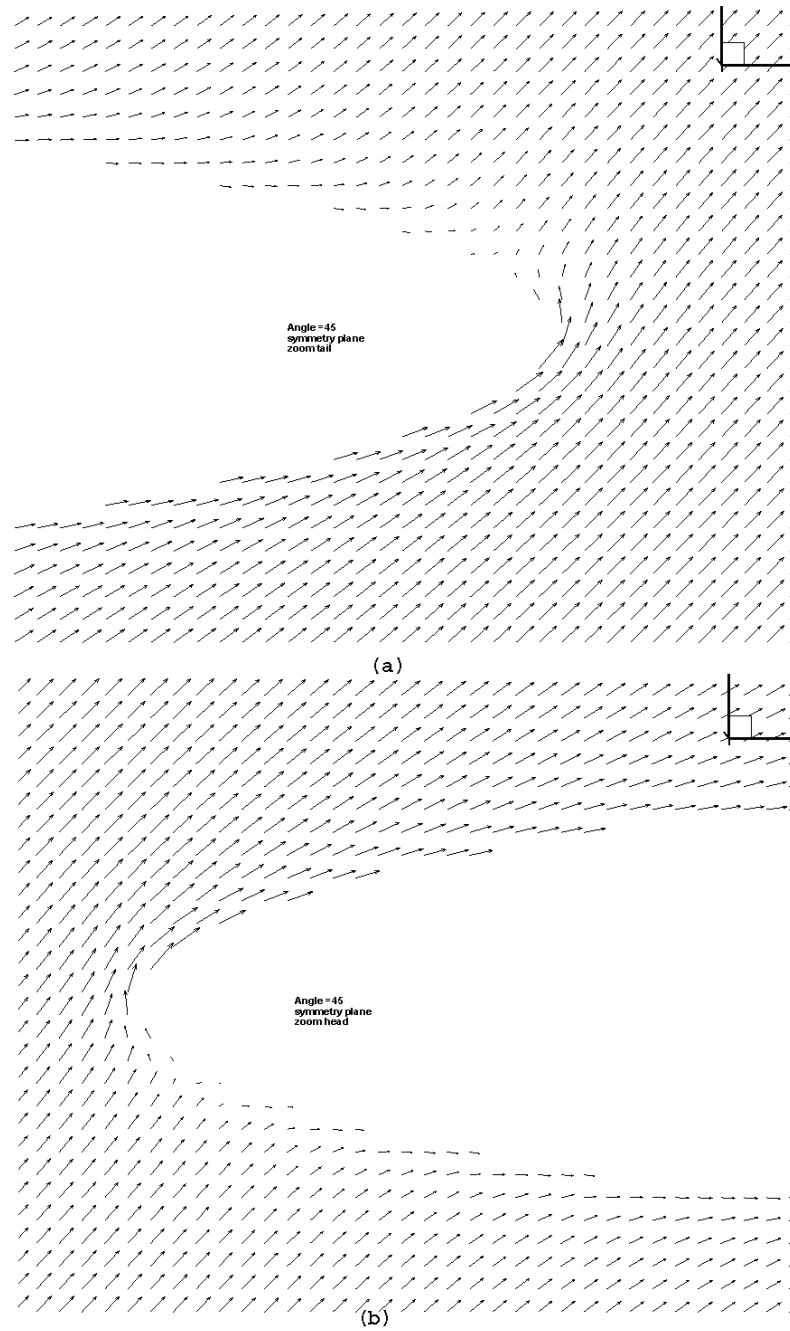 Angle = 45
symmetry plane
zoom tail
(a)
Angle = 45
symmetry plane
zoom head
(b)